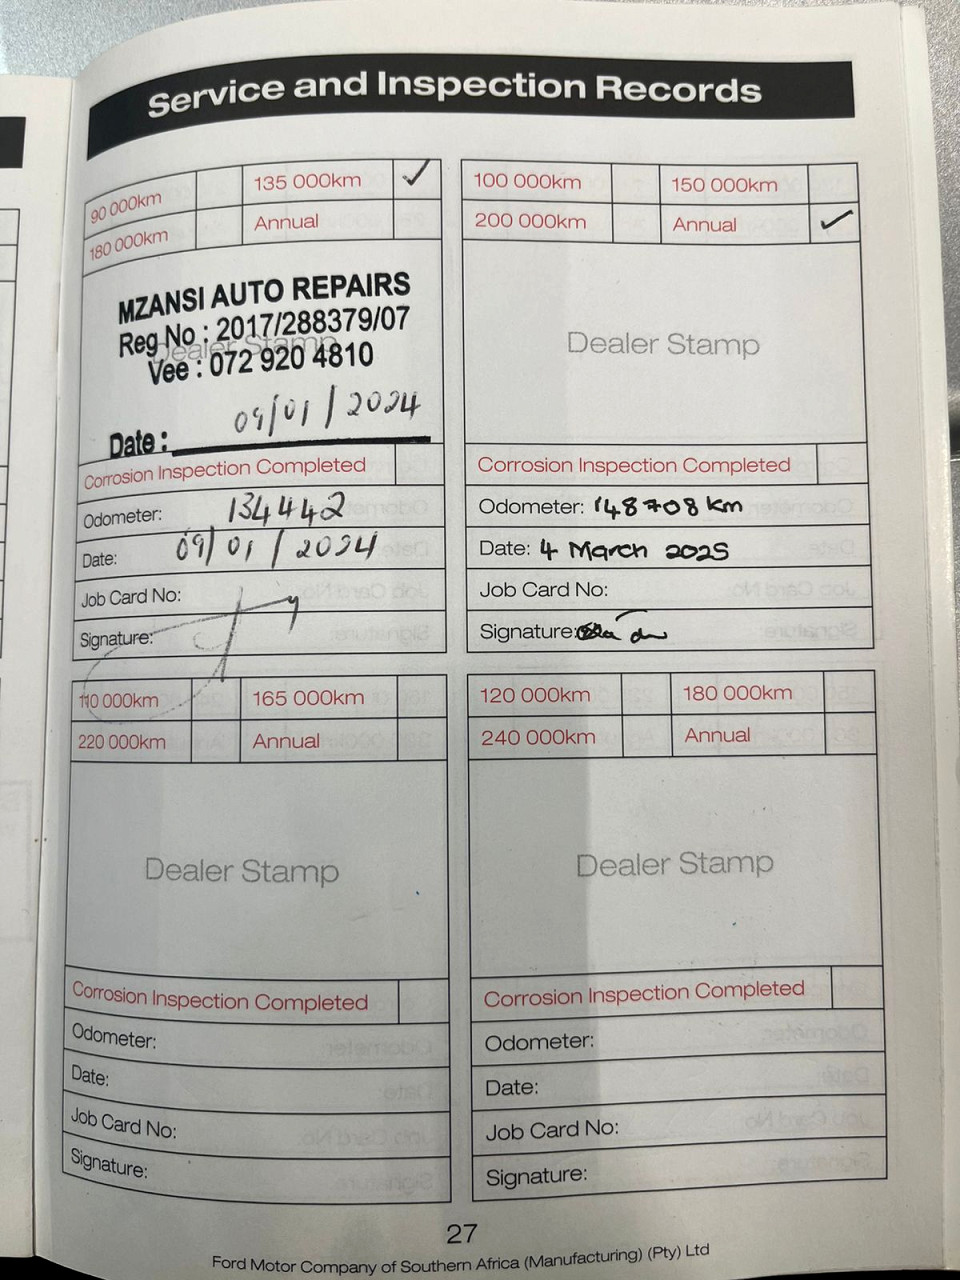 Service and Inspection Records
90 000km
135 000km
180 000km
Annual
MZANSI AUTO REPAIRS
Reg No : 2017/288379/07
Dealer Stamp
Vee : 072 920 4810
Date : 09/01/2024
Corrosion Inspection Completed
Odometer: 134442
Date: 09/01/2024
Job Card No:
Signature:
100 000km
150 000km
200 000km
Annual
Dealer Stamp
Corrosion Inspection Completed
Odometer: 148708 km
Date: 4 March 2025
Job Card No:
Signature:
110 000km
165 000km
220 000km
Annual
Dealer Stamp
Corrosion Inspection Completed
Odometer:
Date:
Job Card No:
Signature:
120 000km
180 000km
240 000km
Annual
Dealer Stamp
Corrosion Inspection Completed
Odometer:
Date:
Job Card No:
Signature:
27
Ford Motor Company of Southern Africa (Manufacturing) (Pty) Ltd